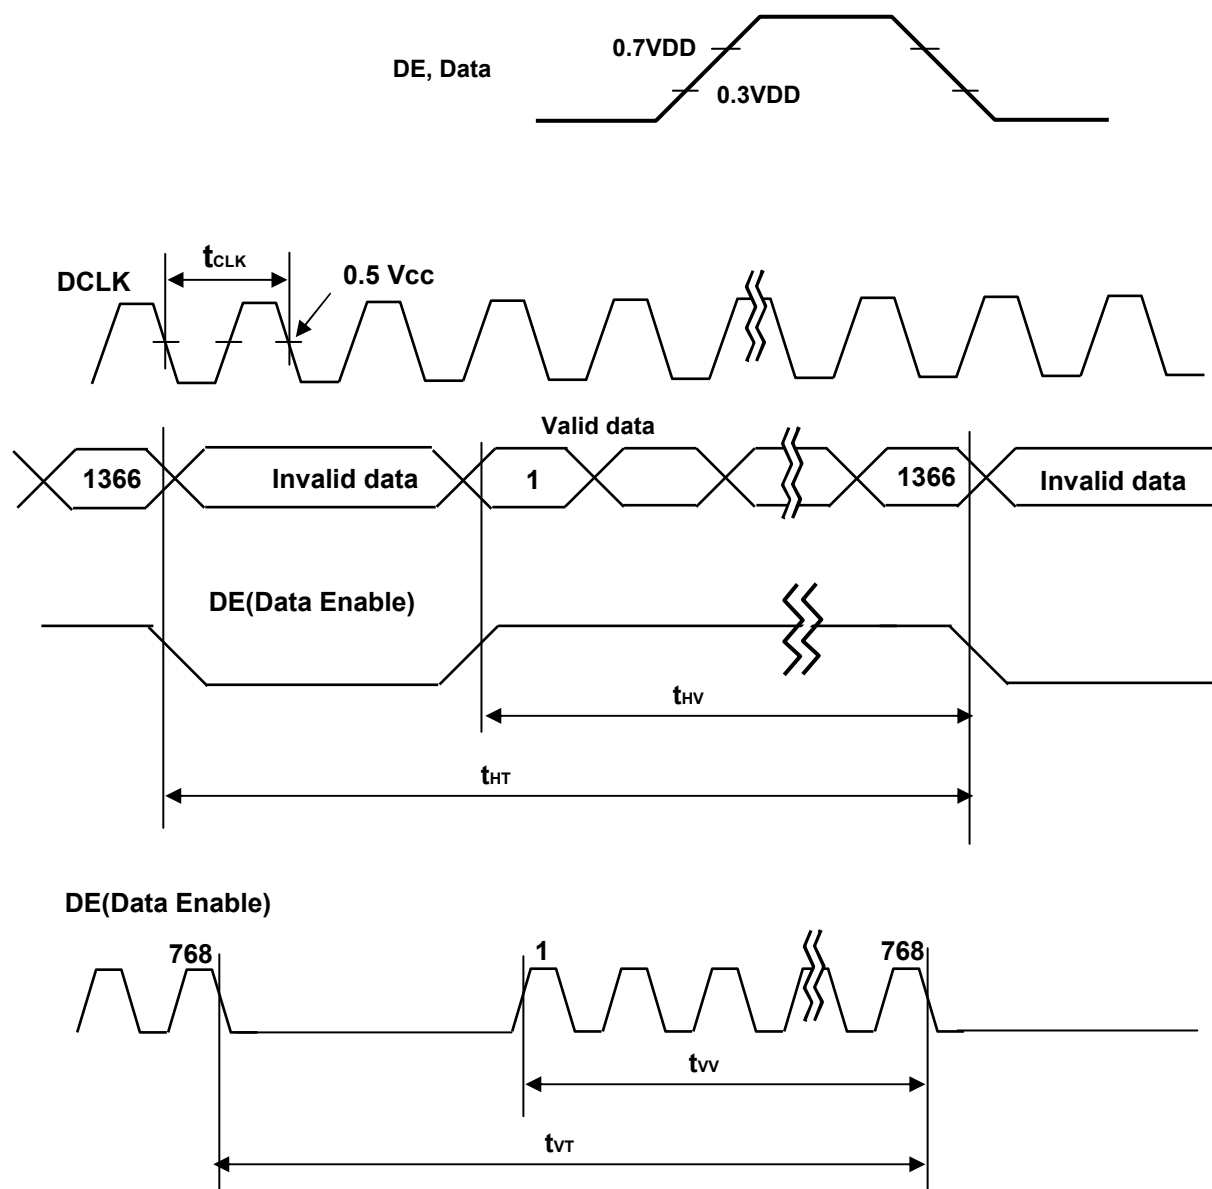 0.7VDD
DE, Data
0.3VDD
tCLK
DCLK
0.5 Vcc
Valid data
1366
Invalid data
1
1366
Invalid data
DE(Data Enable)
tHV
tHT
DE(Data Enable)
768
1
768
tVV
tVT